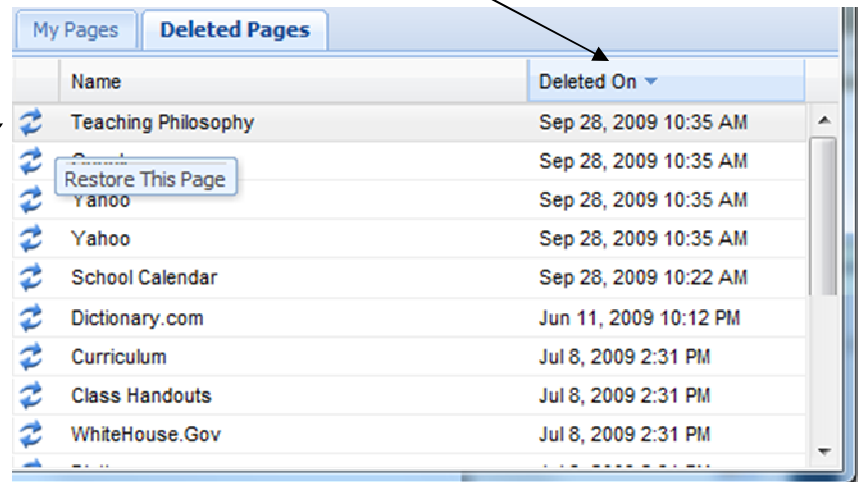 My Pages Deleted Pages
Name Deleted On
Teaching Philosophy Sep 28, 2009 10:35 AM
Sep 28, 2009 10:35 AM
Restore This Page
Yahoo Sep 28, 2009 10:35 AM
Yahoo Sep 28, 2009 10:35 AM
School Calendar Sep 28, 2009 10:22 AM
Dictionary.com Jun 11, 2009 10:12 PM
Curriculum Jul 8, 2009 2:31 PM
Class Handouts Jul 8, 2009 2:31 PM
WhiteHouse.Gov Jul 8, 2009 2:31 PM